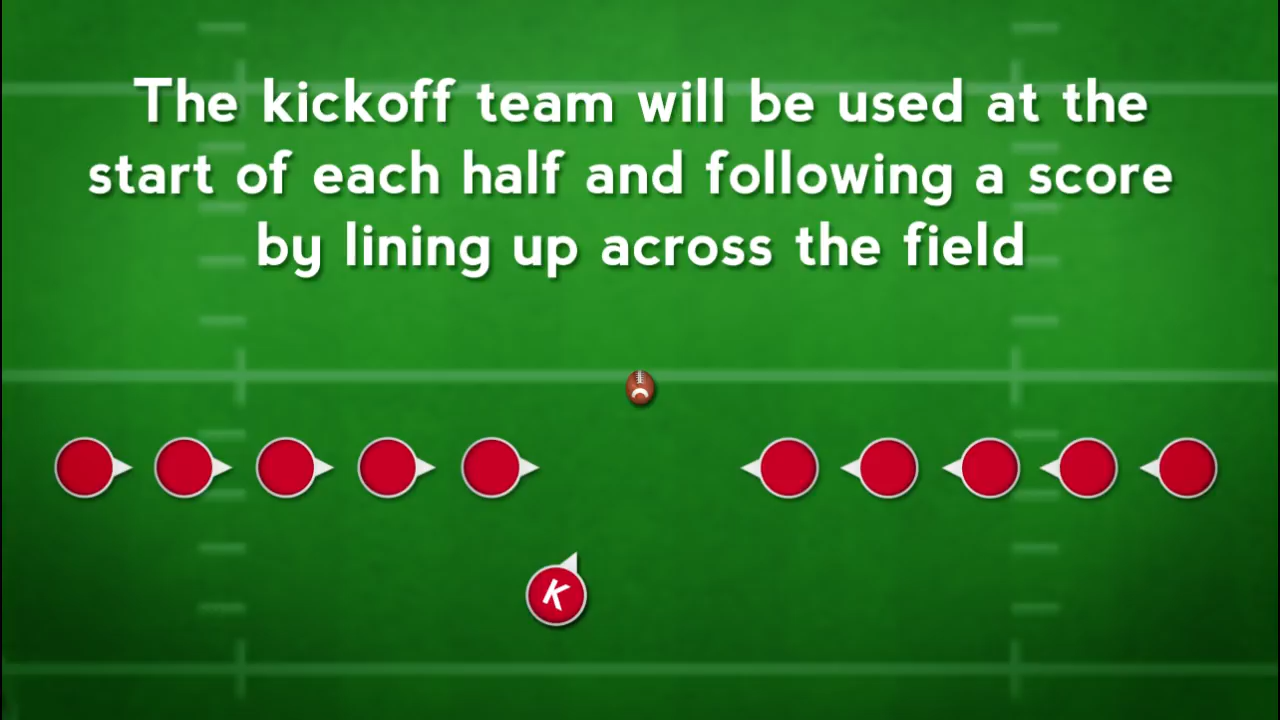 The kickoff team will be used at the
start of each half and following a score
by lining up across the field
K